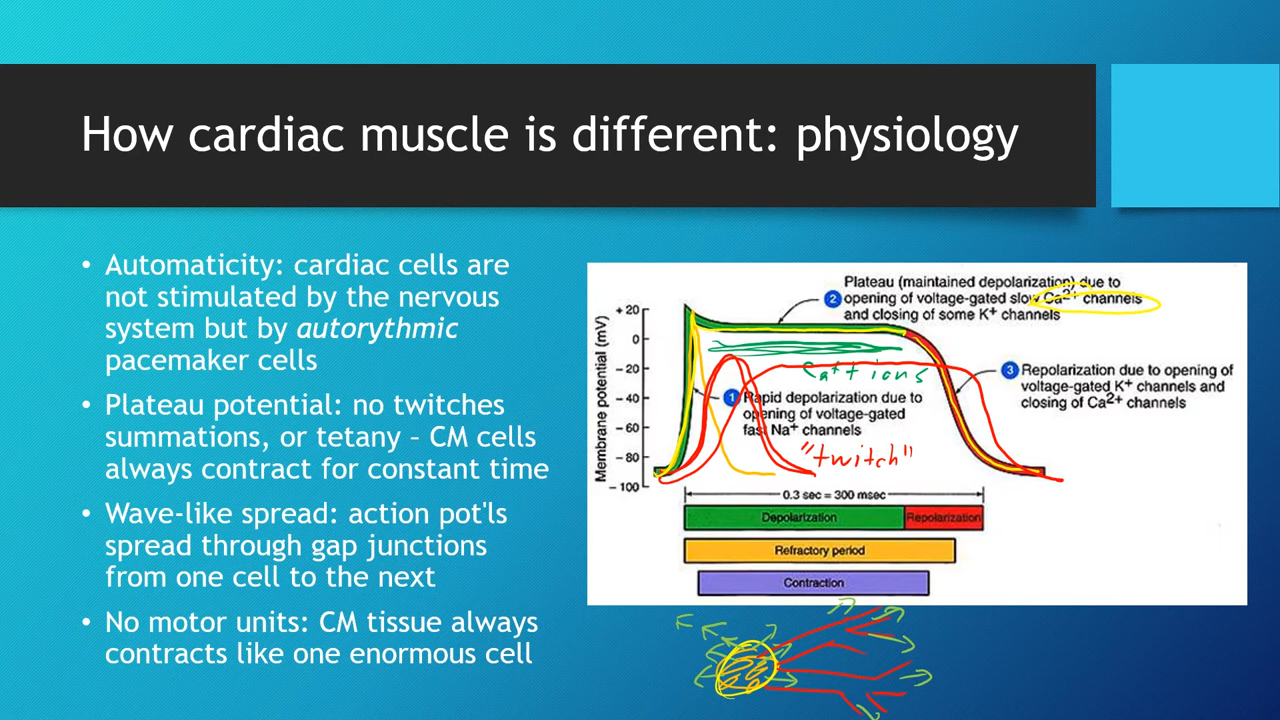 How cardiac muscle is different: physiology
• Automaticity: cardiac cells are
not stimulated by the nervous
system but by autorythmic
pacemaker cells
• Plateau potential: no twitches
summations, or tetany – CM cells
always contract for constant time
• Wave-like spread: action pot'ls
spread through gap junctions
from one cell to the next
• No motor units: CM tissue always
contracts like one enormous cell
Plateau (maintained depolarization) due to
2 opening of voltage-gated slow Ca2+ channels
and closing of some K+ channels
Membrane potential (mV)
+20
0
–20
–40
–60
–80
–100
Ca++ ions
1 Rapid depolarization due to
opening of voltage-gated
fast Na+ channels
"twitch"
3 Repolarization due to opening of
voltage-gated K+ channels and
closing of Ca2+ channels
0.3 sec = 300 msec
Depolarization
Repolarization
Refractory period
Contraction